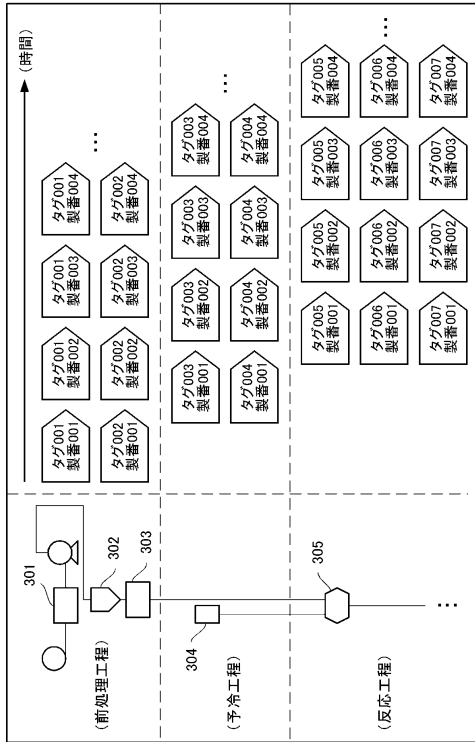 (時間)
(前処理工程)
301
302
303
タグ001
製番001
タグ001
製番002
タグ001
製番003
タグ001
製番004
タグ002
製番001
タグ002
製番002
タグ002
製番003
タグ002
製番004
…
(予冷工程)
304
タグ003
製番001
タグ003
製番002
タグ003
製番003
タグ003
製番004
タグ004
製番001
タグ004
製番002
タグ004
製番003
タグ004
製番004
…
(反応工程)
305
…
タグ005
製番001
タグ005
製番002
タグ005
製番003
タグ005
製番004
タグ006
製番001
タグ006
製番002
タグ006
製番003
タグ006
製番004
タグ007
製番001
タグ007
製番002
タグ007
製番003
タグ007
製番004
…